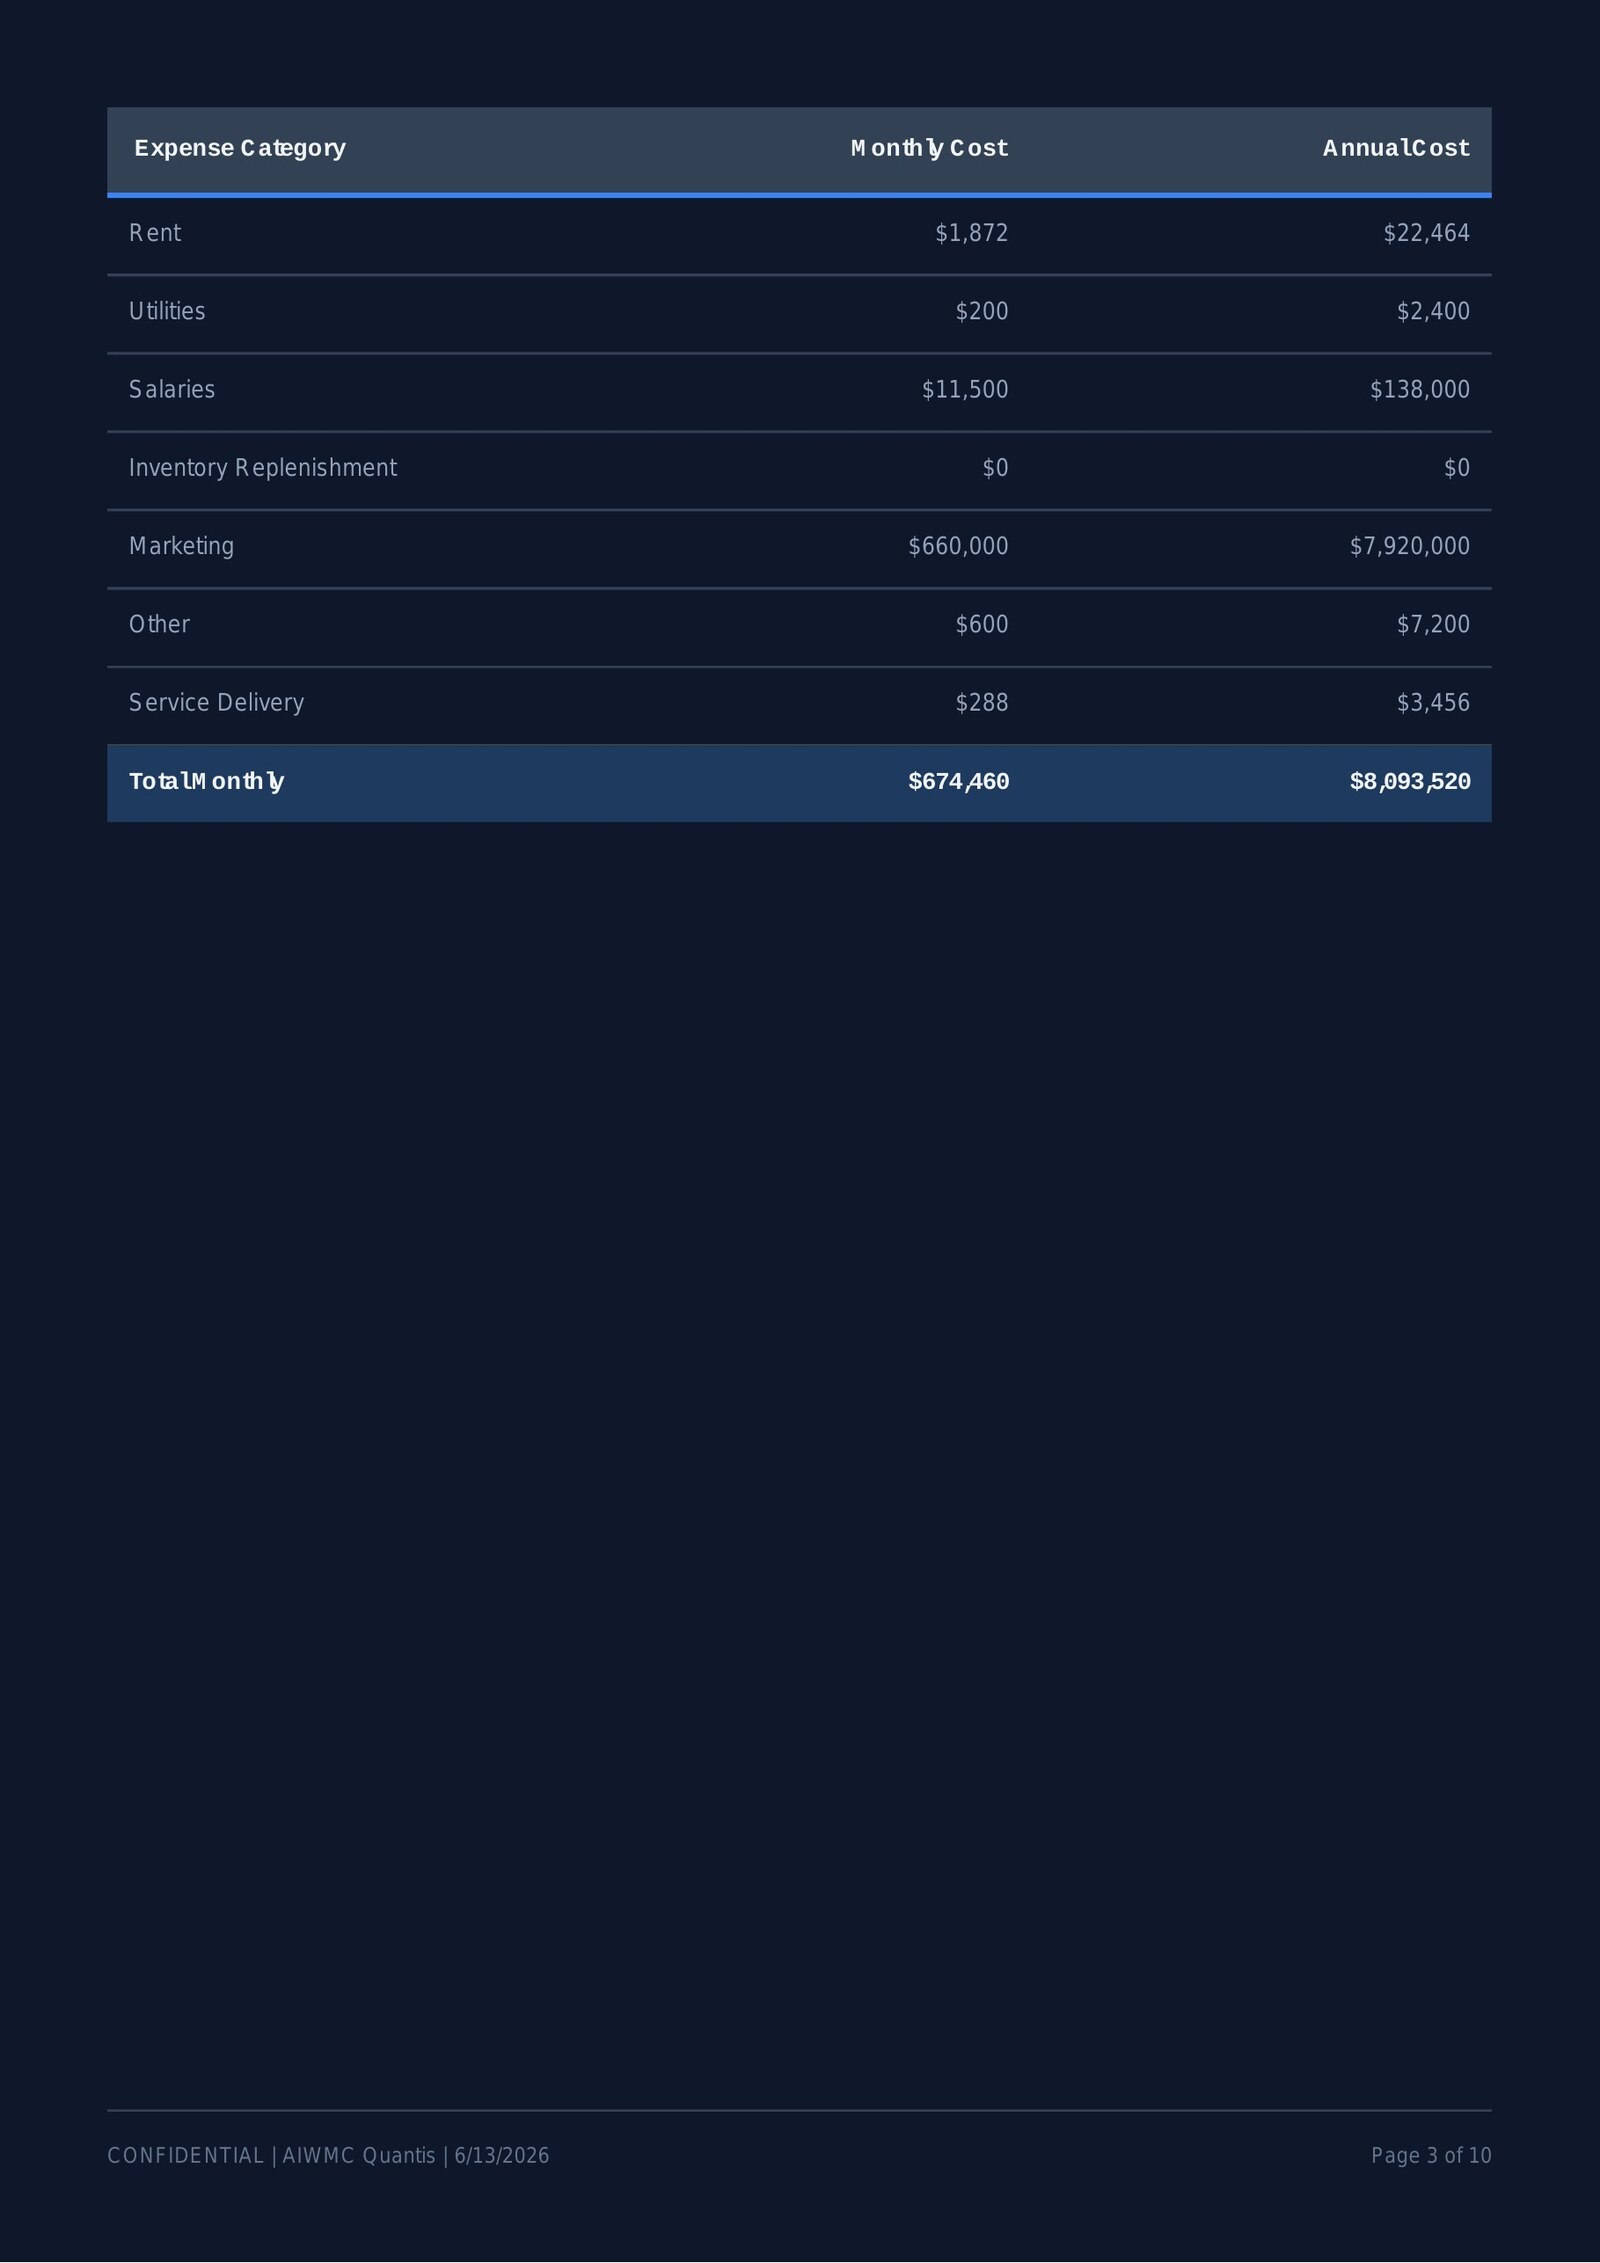 Expense Category Monthly Cost Annual Cost
Rent $1,872 $22,464
Utilities $200 $2,400
Salaries $11,500 $138,000
Inventory Replenishment $0 $0
Marketing $660,000 $7,920,000
Other $600 $7,200
Service Delivery $288 $3,456
Total Monthly $674,460 $8,093,520
CONFIDENTIAL | AIWMC Quantis | 6/13/2026 Page 3 of 10